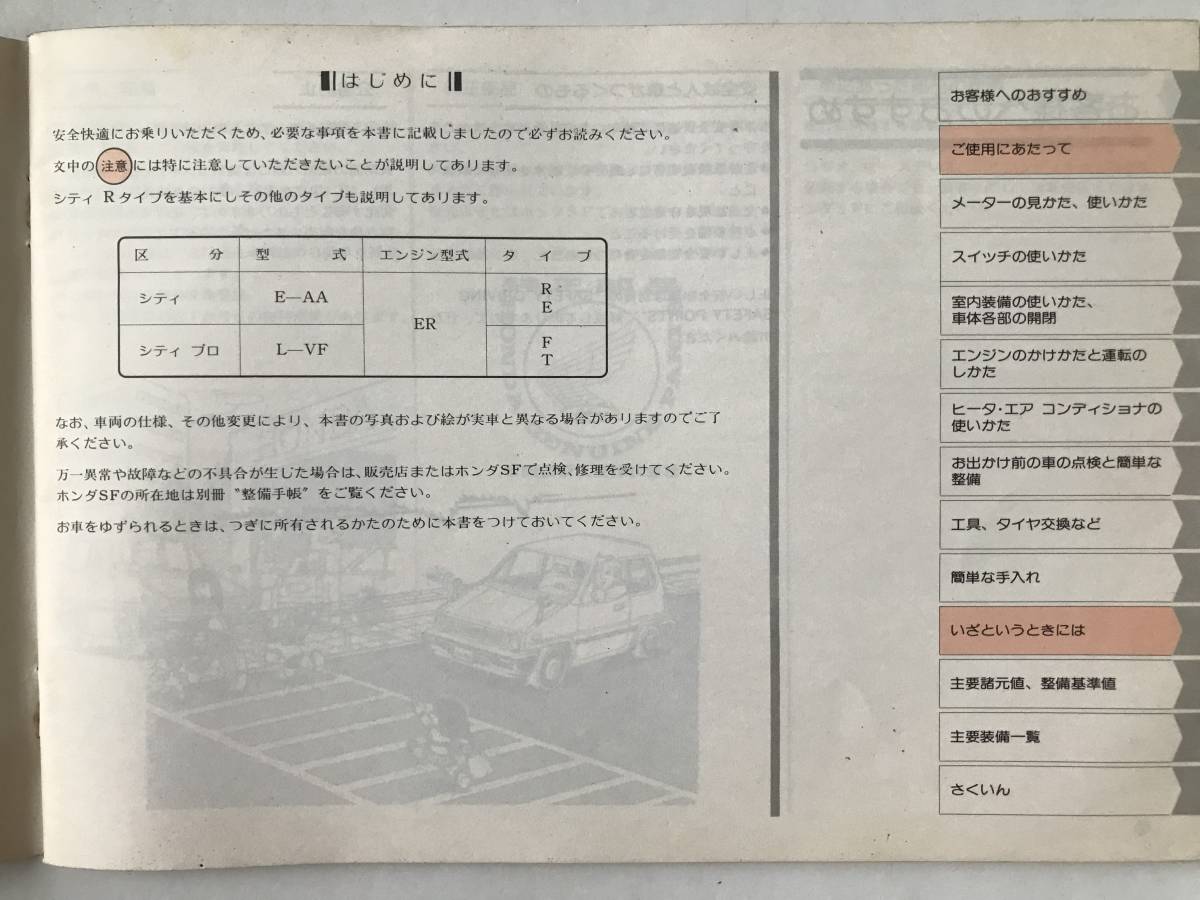 はじめに
安全快適にお乗りいただくため、必要な事項を本書に記載しましたので必ずお読みください。
文中の注意には特に注意していただきたいことが説明してあります。
シティ Rタイプを基本にしその他のタイプも説明してあります。
区分 型式 エンジン型式 タイプ
シティ E—AA ER R E
シティ プロ L—VF F T
なお、車両の仕様、その他変更により、本書の写真および絵が実車と異なる場合がありますのでご了
承ください。
万一異常や故障などの不具合が生じた場合は、販売店またはホンダSFで点検、修理を受けてください。
ホンダSFの所在地は別冊〝整備手帳〟をご覧ください。
お車をゆずられるときは、つぎに所有されるかたのために本書をつけておいてください。
お客様へのおすすめ
ご使用にあたって
メーターの見かた、使いかた
スイッチの使いかた
室内装備の使いかた、
車体各部の開閉
エンジンのかけかたと運転の
しかた
ヒータ・エア コンディショナの
使いかた
お出かけ前の車の点検と簡単な
整備
工具、タイヤ交換など
簡単な手入れ
いざというときには
主要諸元値、整備基準値
主要装備一覧
さくいん